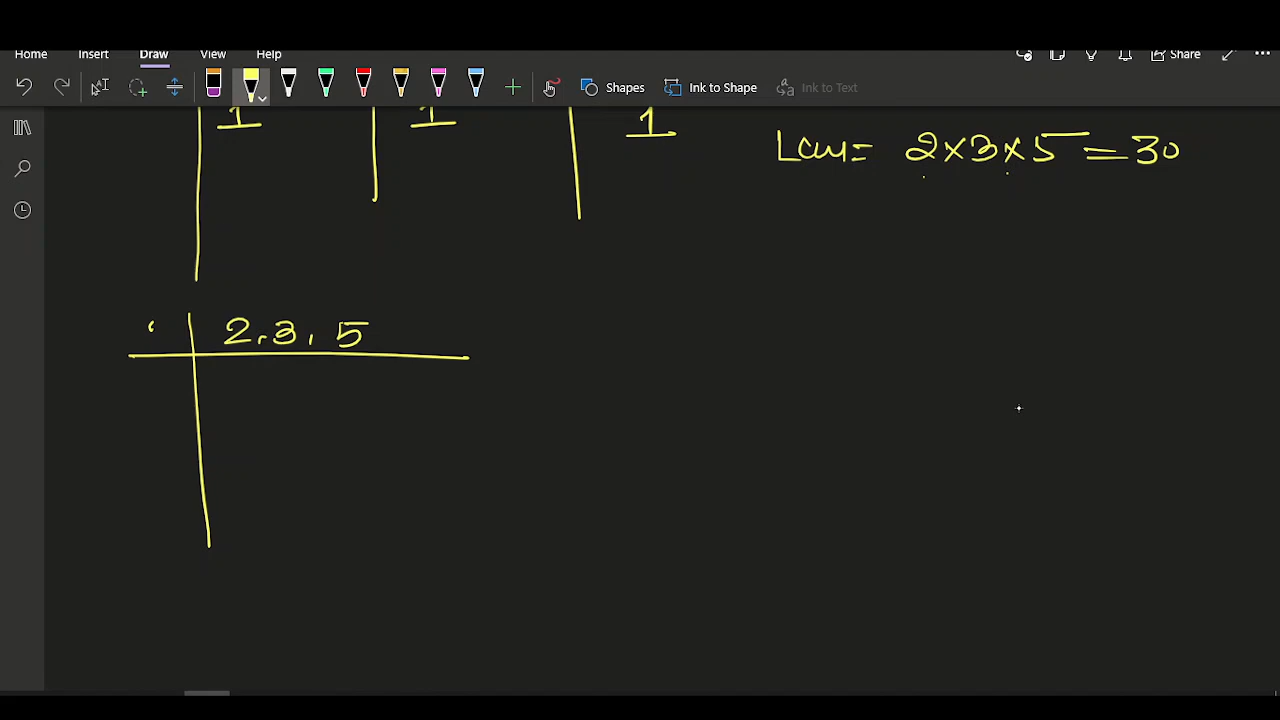 Home Insert Draw View Help Share
Ink to Shape Ink to Text Shapes
1 1 1
Lcm= 2×3×5=30
2,3, 5